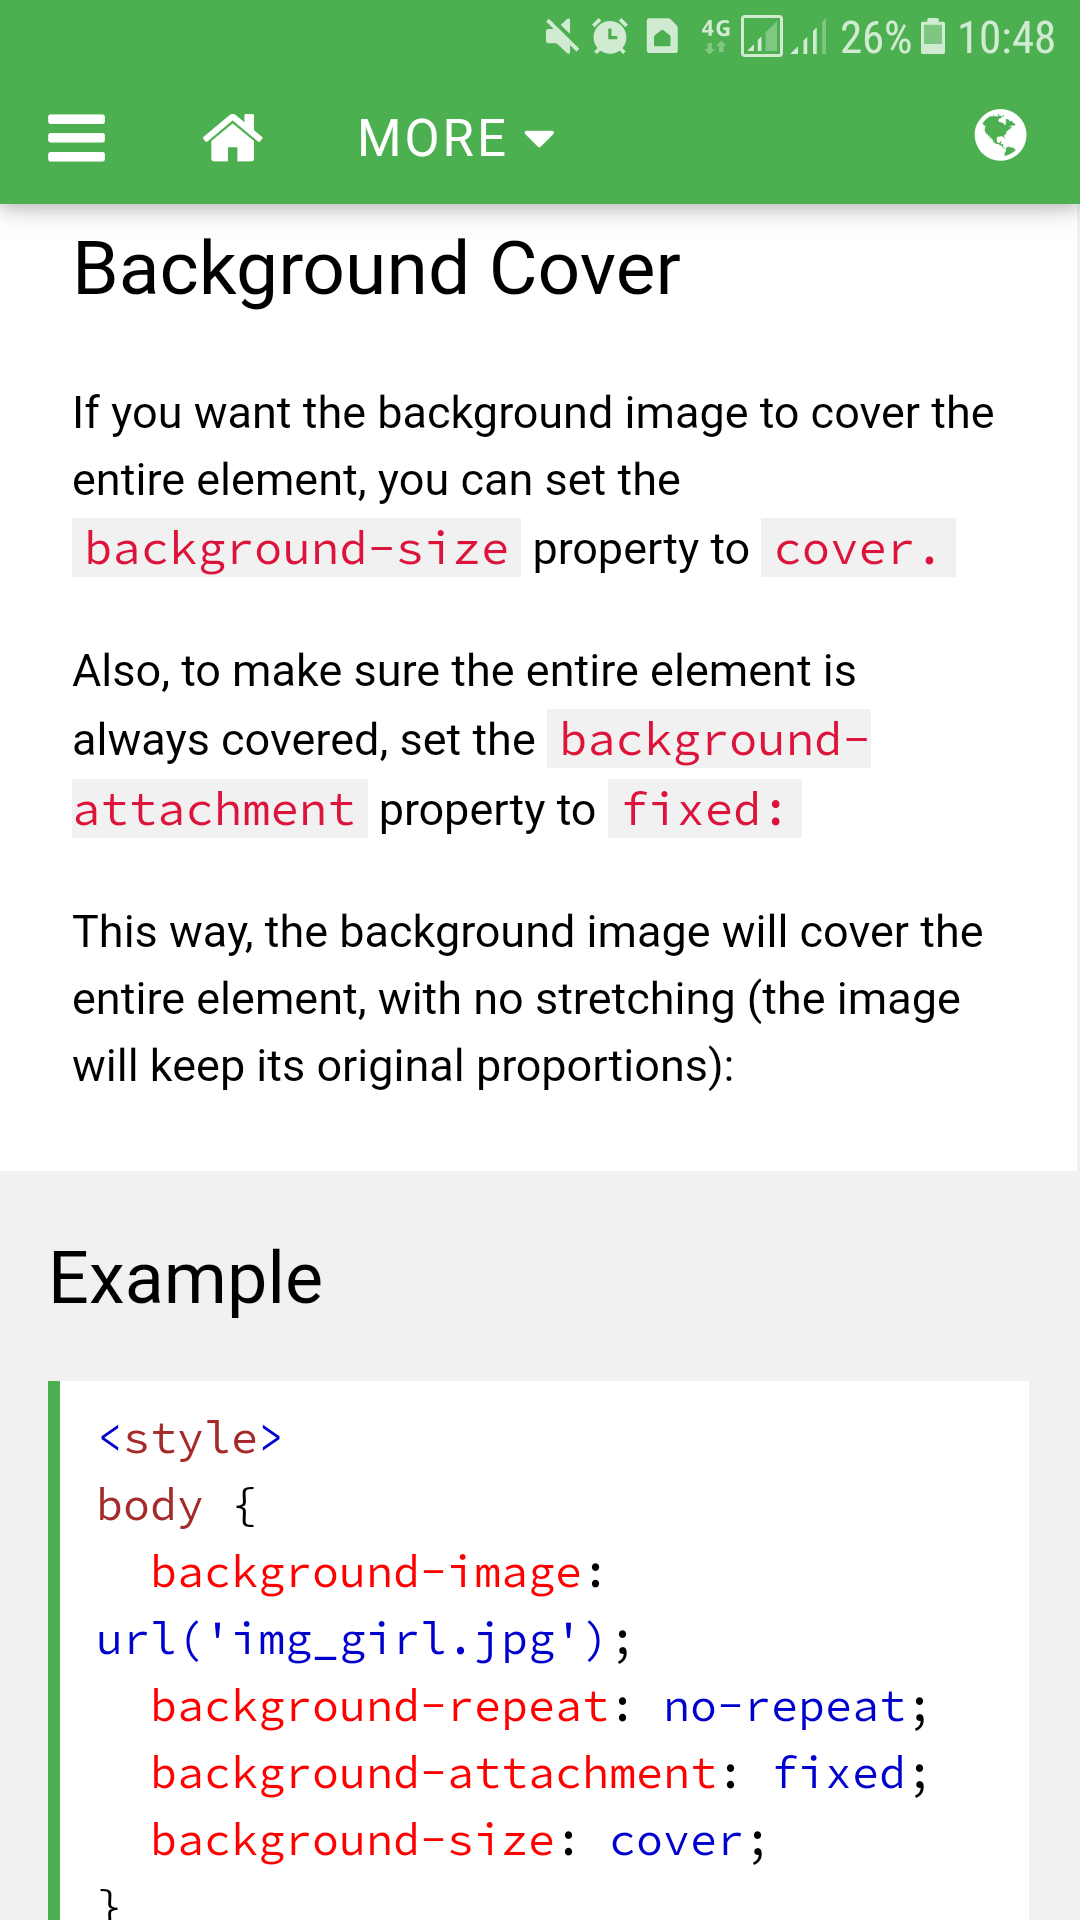 4G 26% 10:48
MORE
Background Cover
If you want the background image to cover the
entire element, you can set the
background-size property to cover.
Also, to make sure the entire element is
always covered, set the background-
attachment property to fixed:
This way, the background image will cover the
entire element, with no stretching (the image
will keep its original proportions):
Example
<style>
body {
  background-image:
url('img_girl.jpg');
  background-repeat: no-repeat;
  background-attachment: fixed;
  background-size: cover;
}